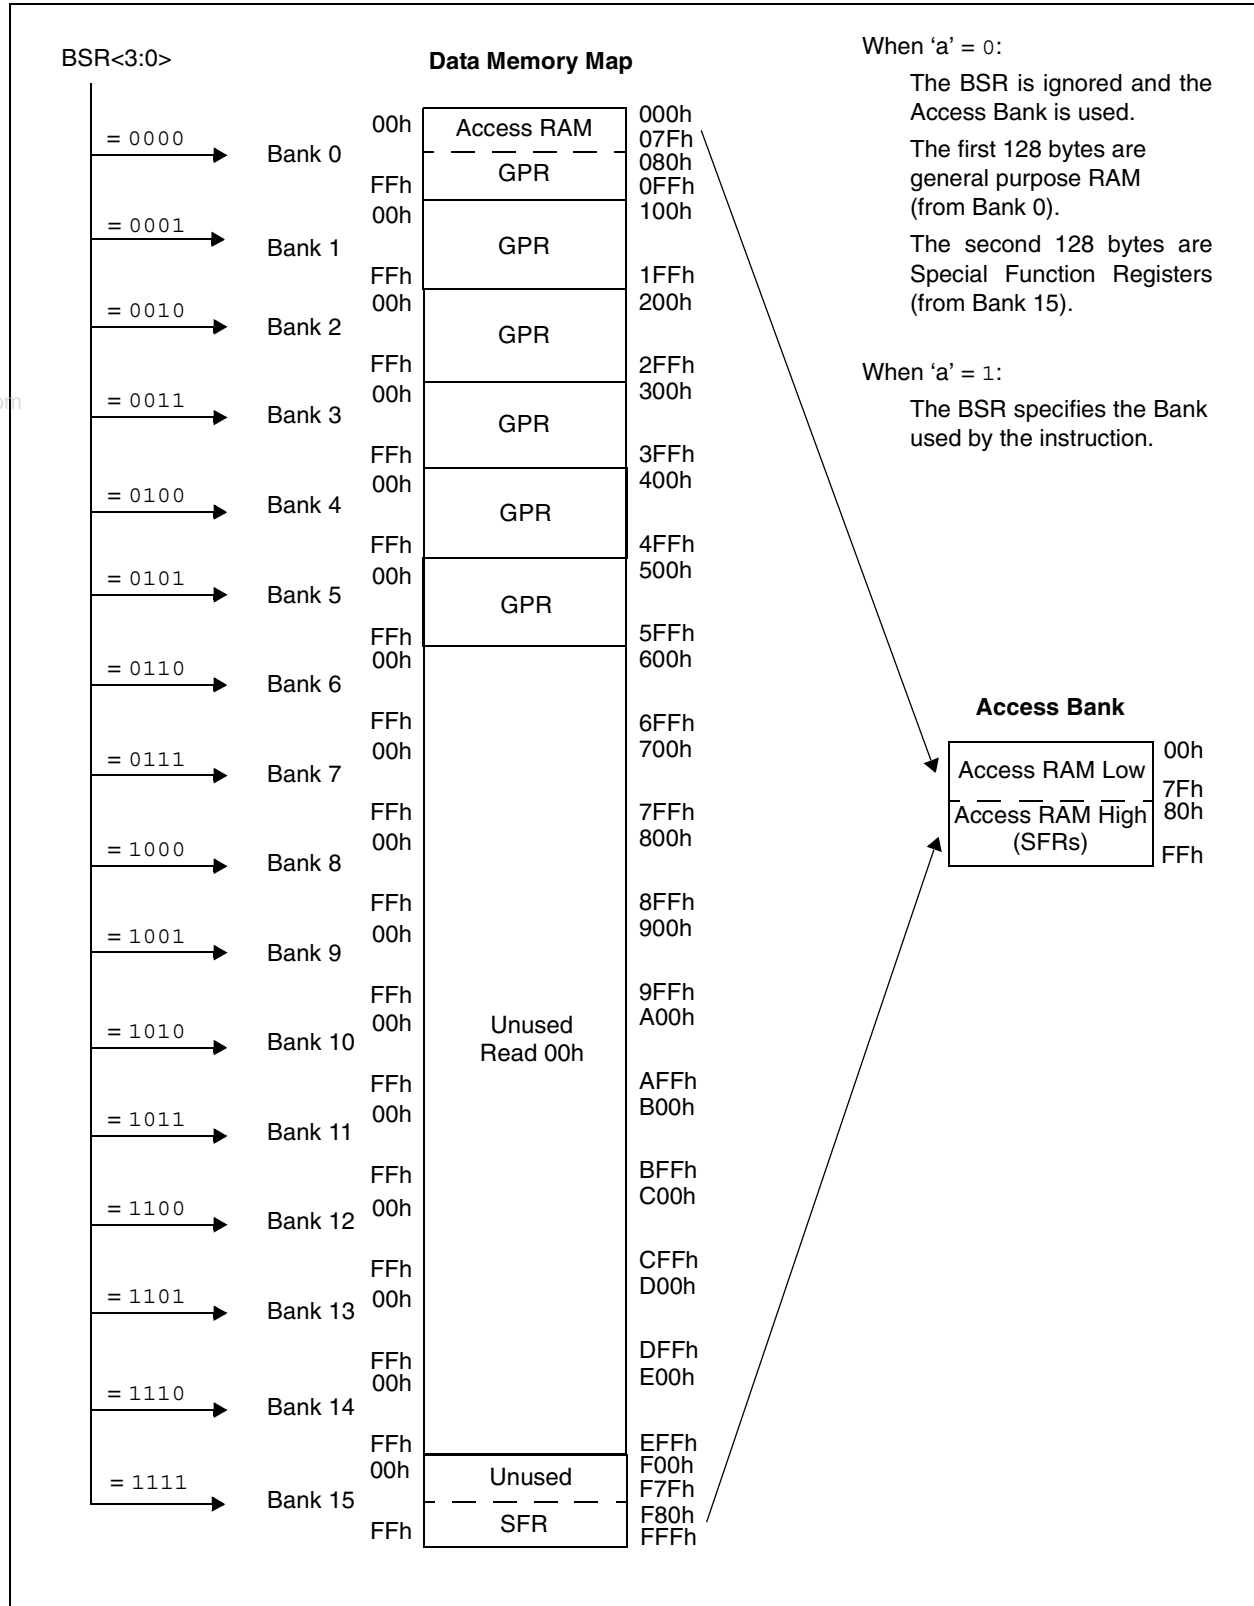 BSR<3:0>
Data Memory Map
When ‘a’ = 0:
The BSR is ignored and the
Access Bank is used.
The first 128 bytes are
general purpose RAM
(from Bank 0).
The second 128 bytes are
Special Function Registers
(from Bank 15).
When ‘a’ = 1:
The BSR specifies the Bank
used by the instruction.
= 0000
Bank 0
00h
Access RAM
000h
07Fh
080h
GPR
FFh
0FFh
= 0001
Bank 1
00h
100h
GPR
FFh
1FFh
= 0010
Bank 2
00h
200h
GPR
FFh
2FFh
om
= 0011
Bank 3
00h
300h
GPR
FFh
3FFh
= 0100
Bank 4
00h
400h
GPR
FFh
4FFh
= 0101
Bank 5
00h
500h
GPR
FFh
5FFh
= 0110
Bank 6
00h
600h
FFh
6FFh
= 0111
Bank 7
00h
700h
FFh
7FFh
= 1000
Bank 8
00h
800h
FFh
8FFh
= 1001
Bank 9
00h
900h
FFh
9FFh
= 1010
Bank 10
00h
A00h
Unused
Read 00h
FFh
AFFh
= 1011
Bank 11
00h
B00h
FFh
BFFh
= 1100
Bank 12
00h
C00h
FFh
CFFh
= 1101
Bank 13
00h
D00h
FFh
DFFh
= 1110
Bank 14
00h
E00h
FFh
EFFh
= 1111
Bank 15
00h
F00h
Unused
F7Fh
F80h
SFR
FFh
FFFh
Access Bank
Access RAM Low
00h
7Fh
Access RAM High
(SFRs)
80h
FFh